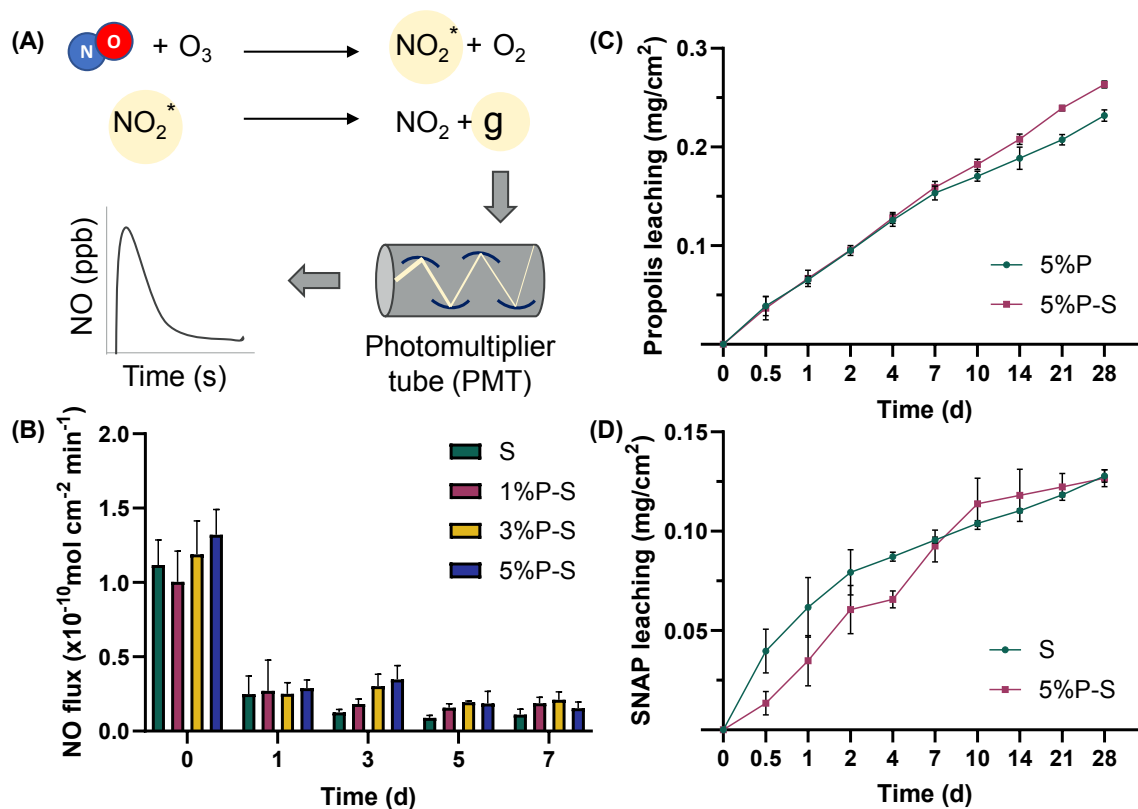 (A)
N O + O3 NO2* + O2
NO2* NO2 + g
NO (ppb)
Time (s)
Photomultiplier
tube (PMT)
(B)
NO flux (x10-10mol cm-2 min-1)
2.0
1.5
1.0
0.5
0.0
S
1%P-S
3%P-S
5%P-S
0 1 3 5 7
Time (d)
(C)
Propolis leaching (mg/cm2)
0.3
0.2
0.1
0.0
5%P
5%P-S
0 0.5 1 2 4 7 10 14 21 28
Time (d)
(D)
SNAP leaching (mg/cm2)
0.15
0.10
0.05
0.00
S
5%P-S
0 0.5 1 2 4 7 10 14 21 28
Time (d)